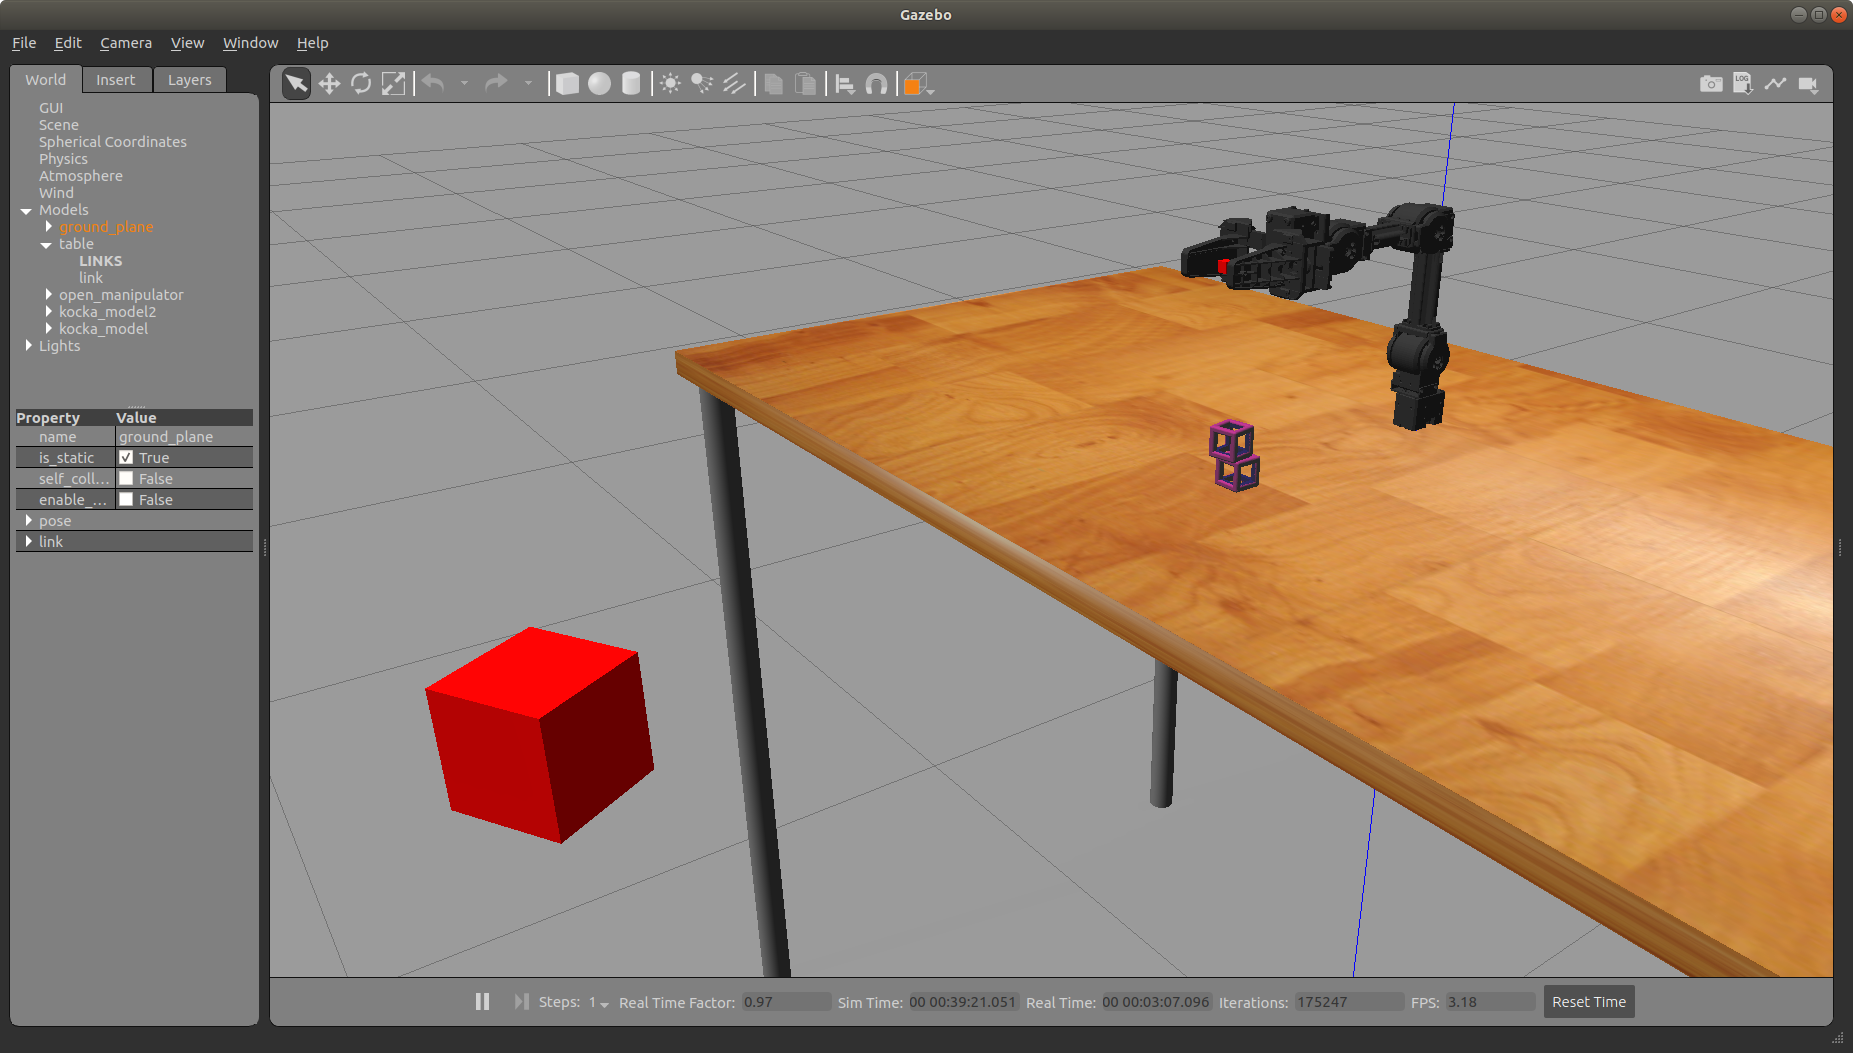 Gazebo
File Edit Camera View Window Help
World Insert Layers
LOG
GUI
Scene
Spherical Coordinates
Physics
Atmosphere
Wind
Models
ground_plane
table
LINKS
link
open_manipulator
kocka_model2
kocka_model
Lights
Property Value
name ground_plane
is_static True
self_coll... False
enable_... False
pose
link
Steps: 1 Real Time Factor: 0.97 Sim Time: 00 00:39:21.051 Real Time: 00 00:03:07.096 Iterations: 175247 FPS: 3.18 Reset Time